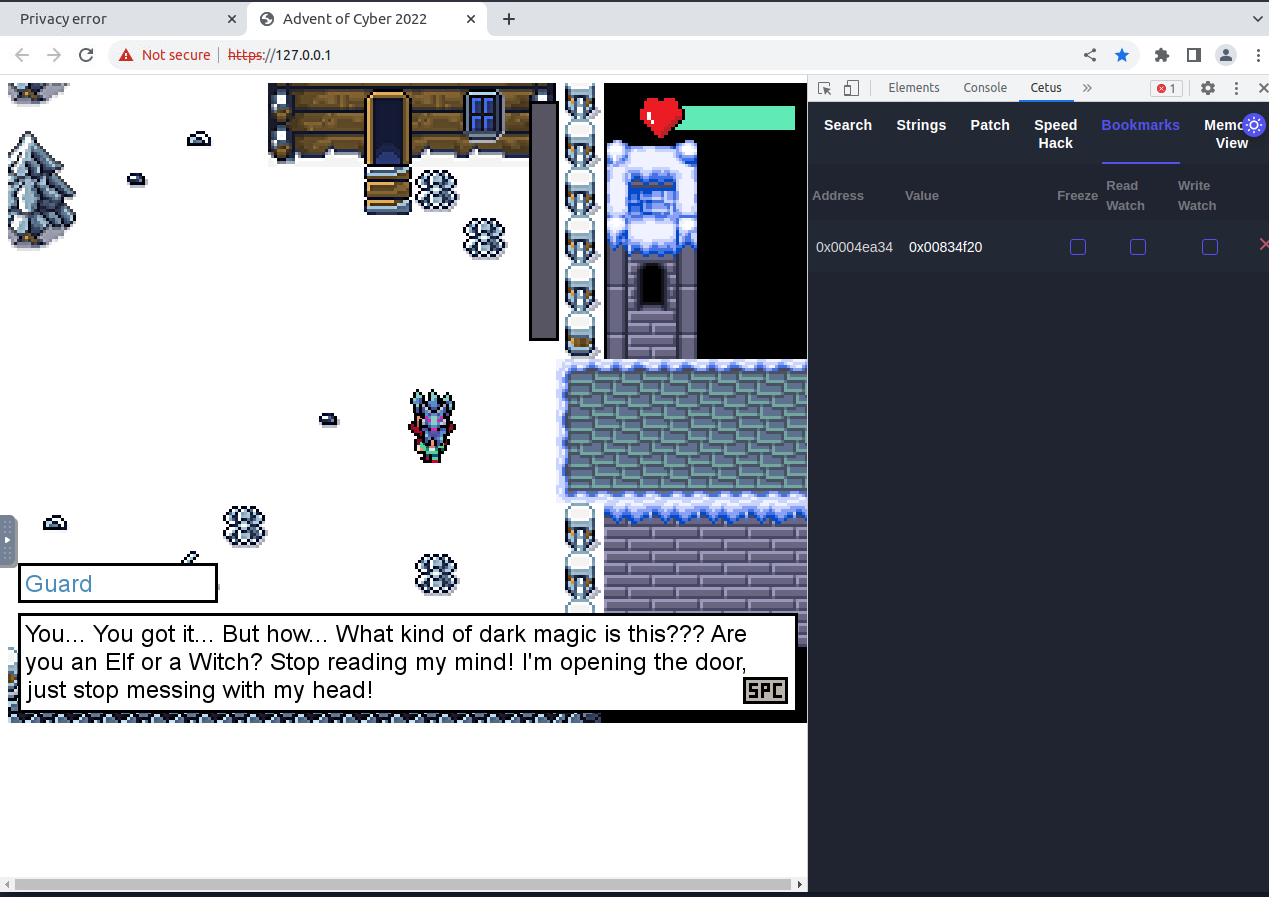 Privacy error
Advent of Cyber 2022
Not secure
https://127.0.0.1
Elements Console Cetus
1
Search Strings Patch Speed Hack Bookmarks Memo View
Address Value Freeze Read Watch Write Watch
0x0004ea34 0x00834f20
Guard
You... You got it... But how... What kind of dark magic is this??? Are
you an Elf or a Witch? Stop reading my mind! I'm opening the door,
just stop messing with my head!
SPC